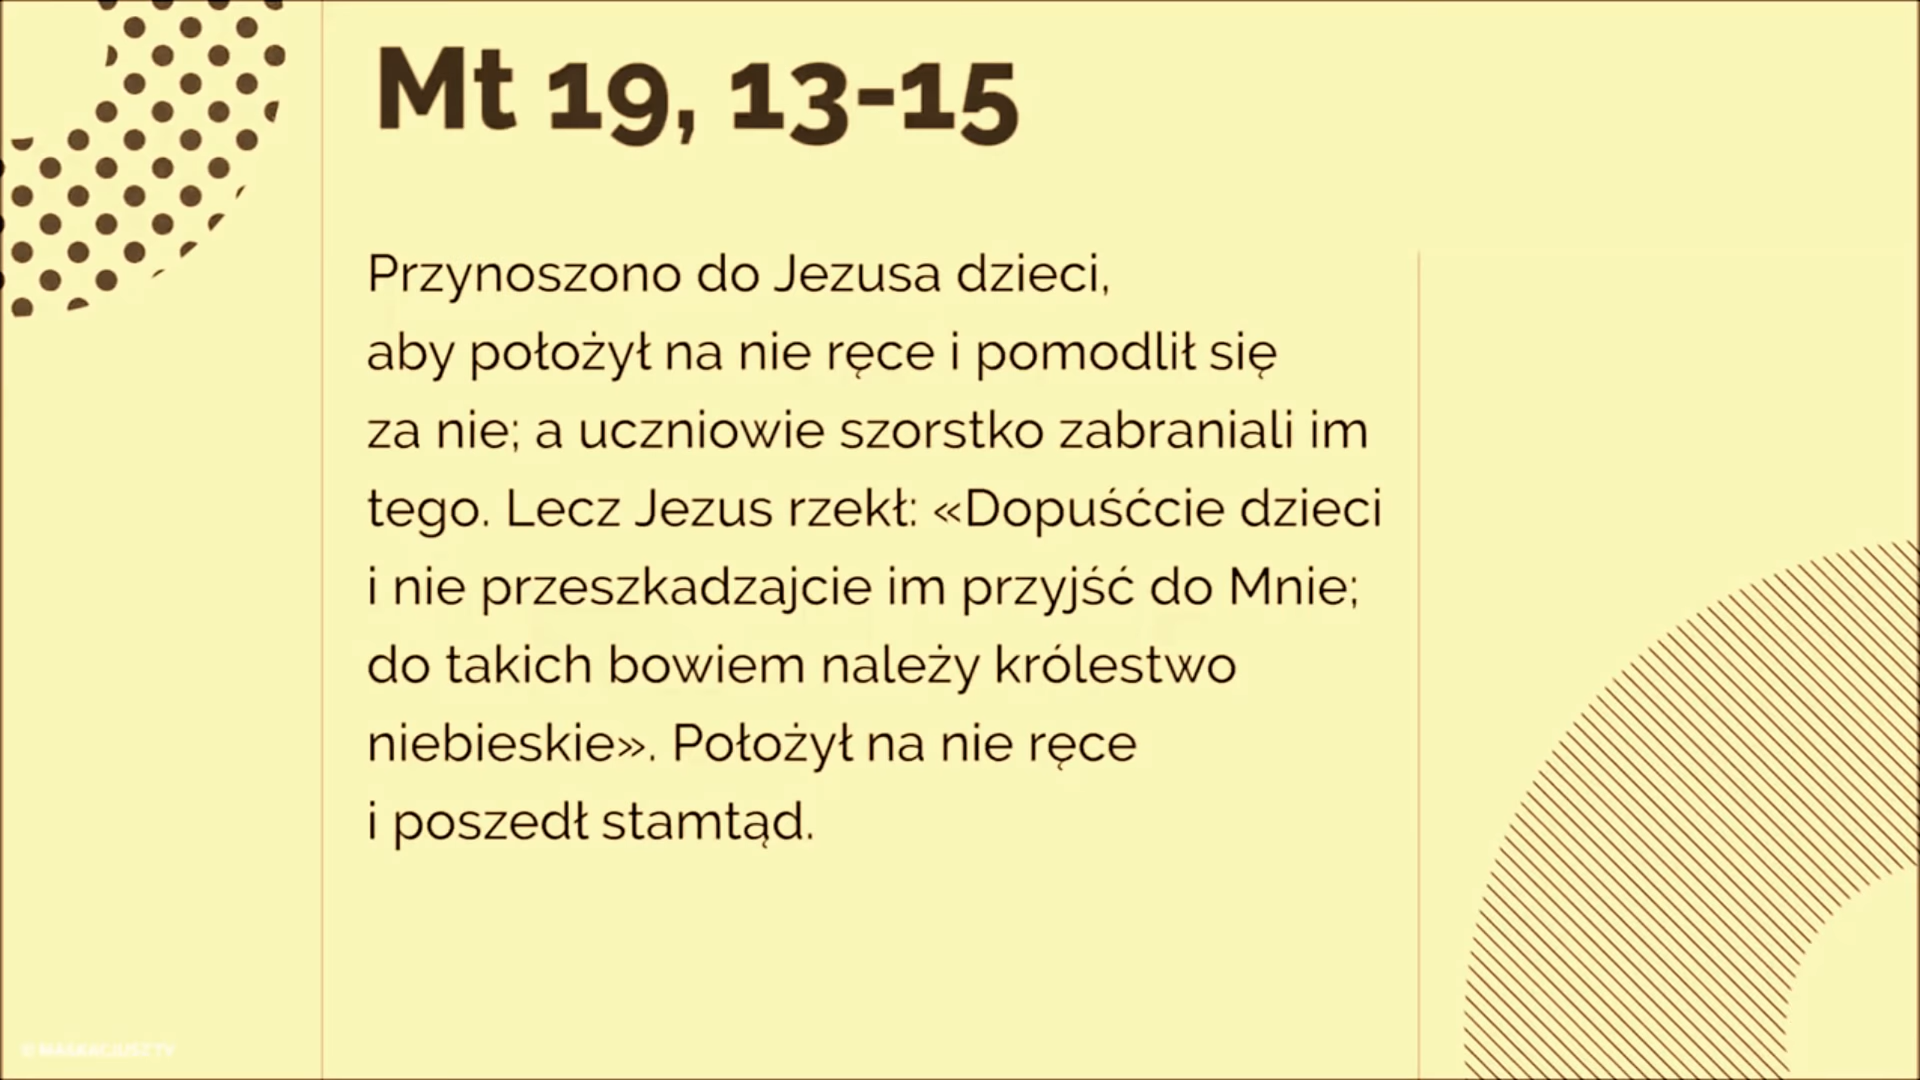 Mt 19, 13-15
Przynoszono do Jezusa dzieci,
aby położył na nie ręce i pomodlił się
za nie; a uczniowie szorstko zabraniali im
tego. Lecz Jezus rzekł: «Dopuśćcie dzieci
i nie przeszkadzajcie im przyjść do Mnie;
do takich bowiem należy królestwo
niebieskie». Położył na nie ręce
i poszedł stamtąd.